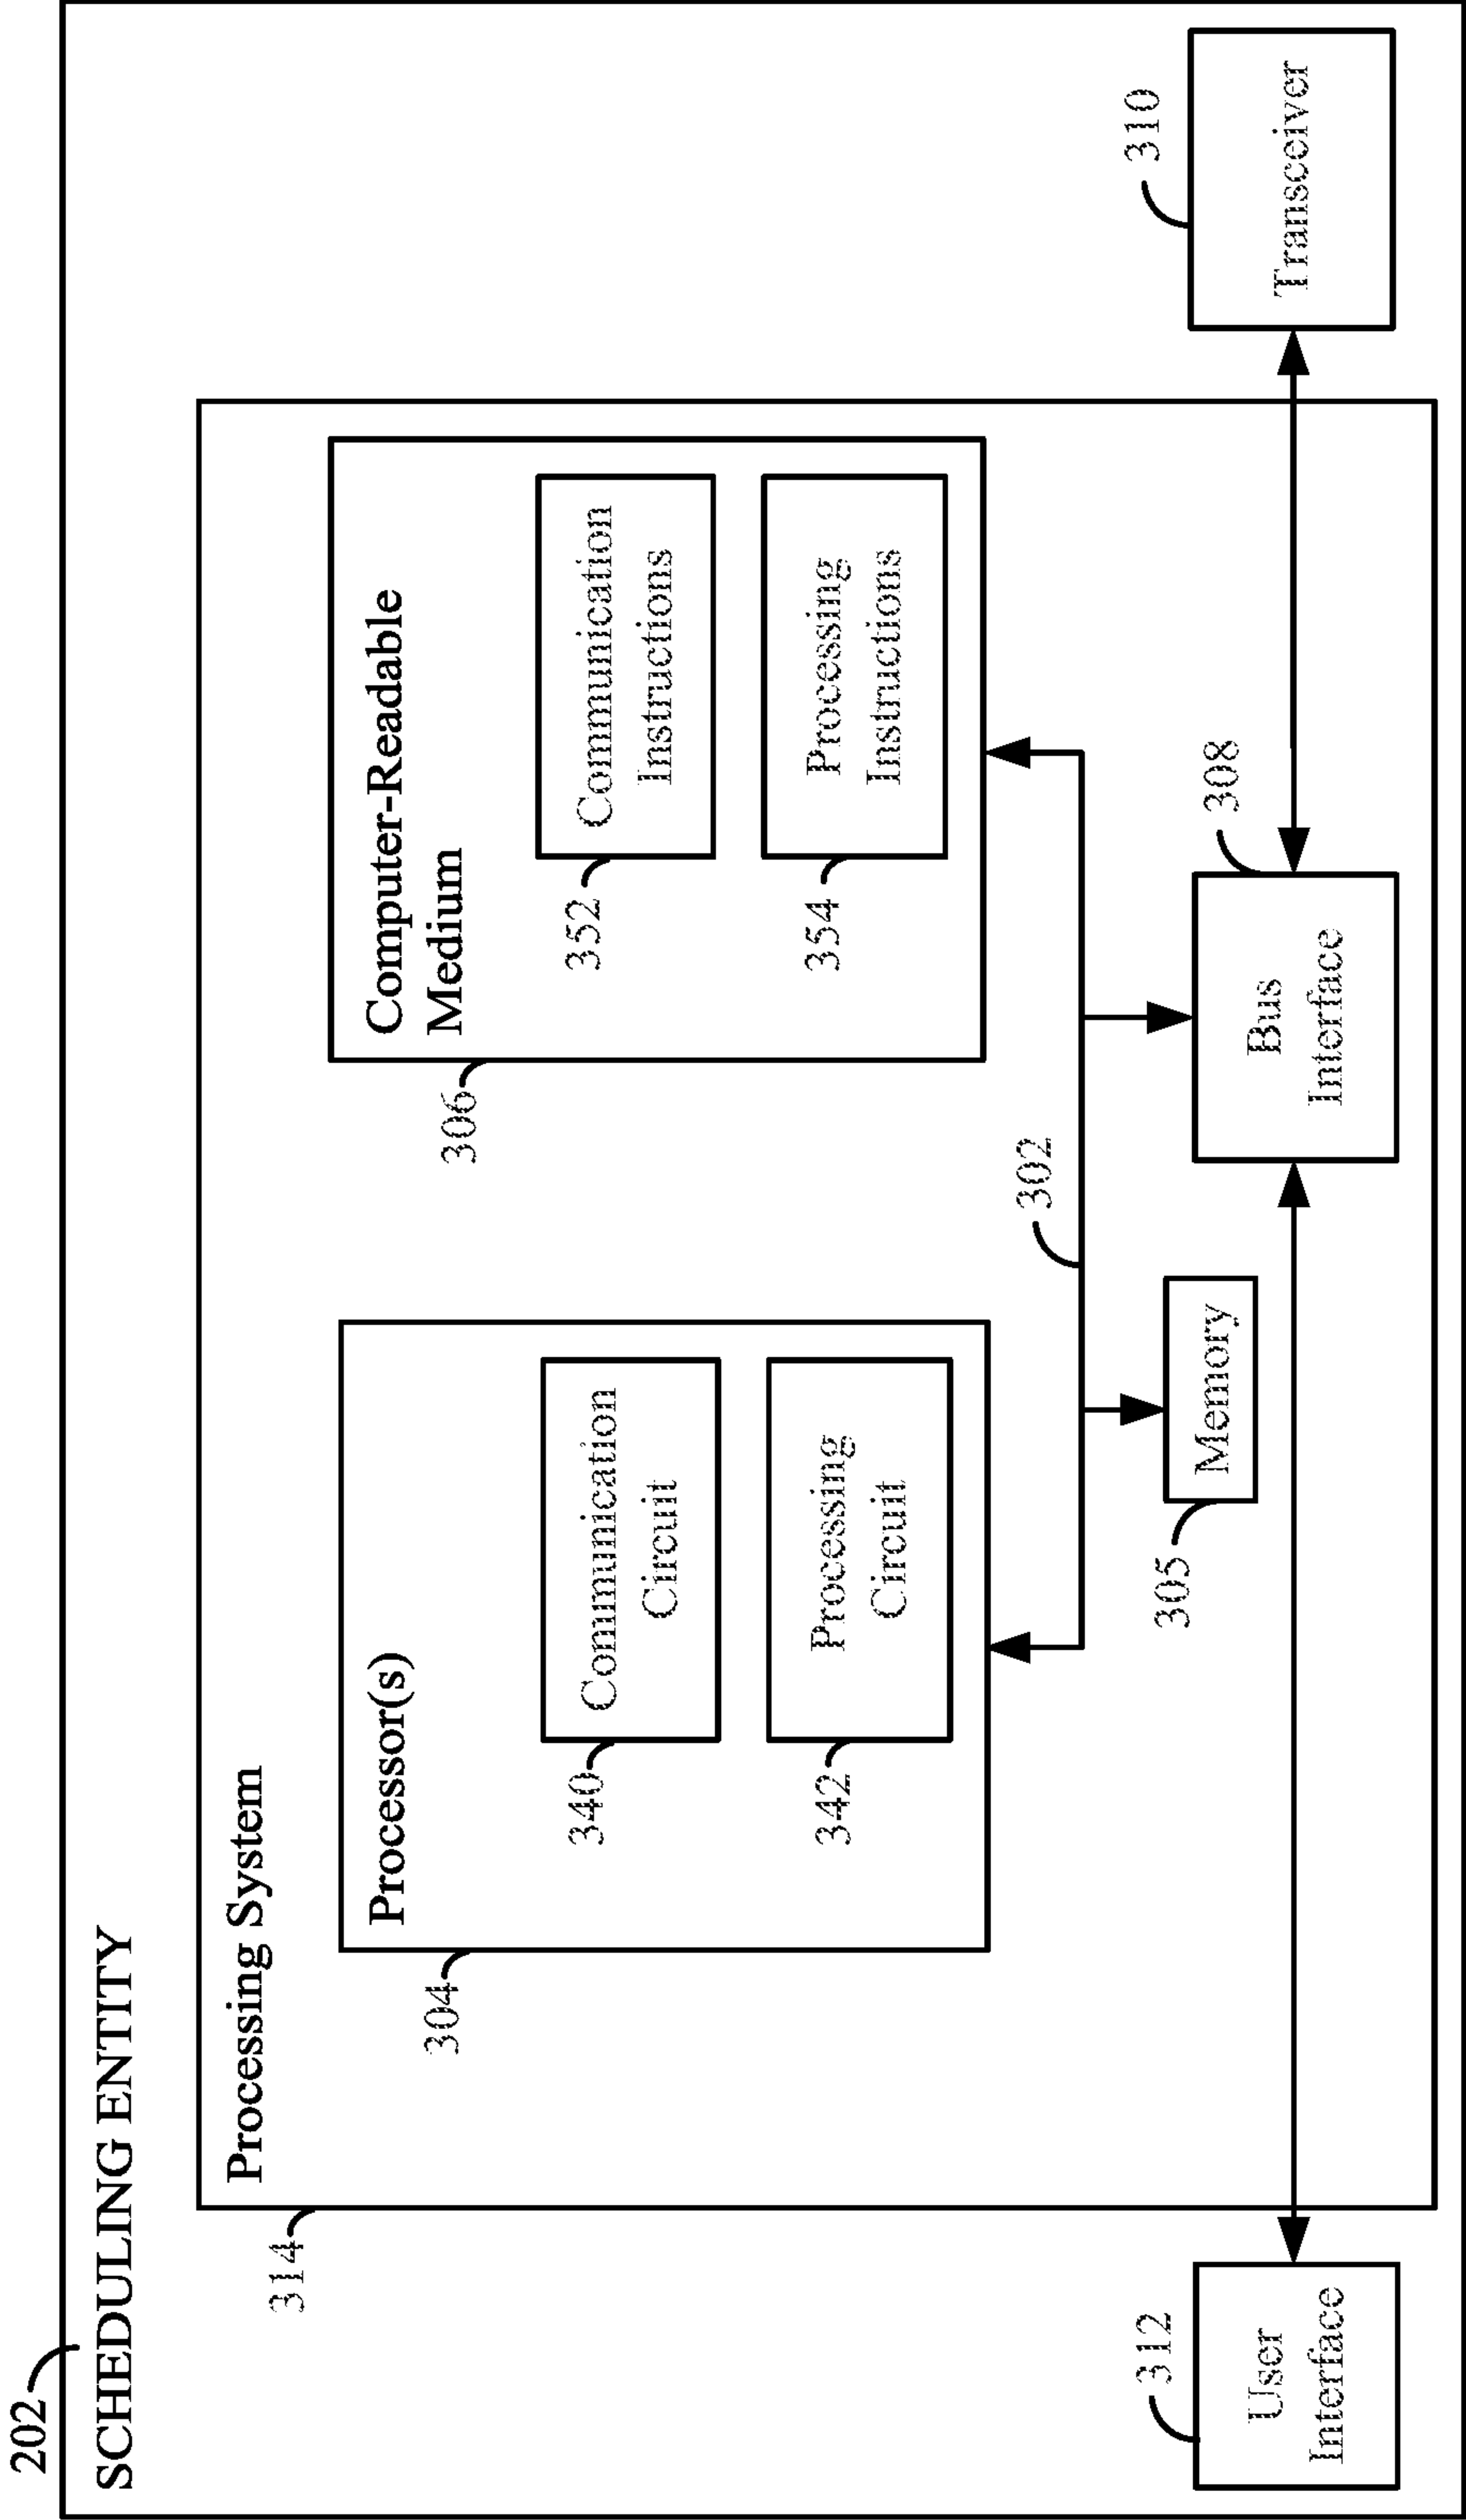 202
SCHEDULING ENTITY
314
Processing System
304
Processor(s)
340
Communication
Circuit
342
Processing
Circuit
306
Computer-Readable
Medium
352
Communication
Instructions
354
Processing
Instructions
302
305
Memory
308
Bus
Interface
312
User
Interface
310
Transceiver